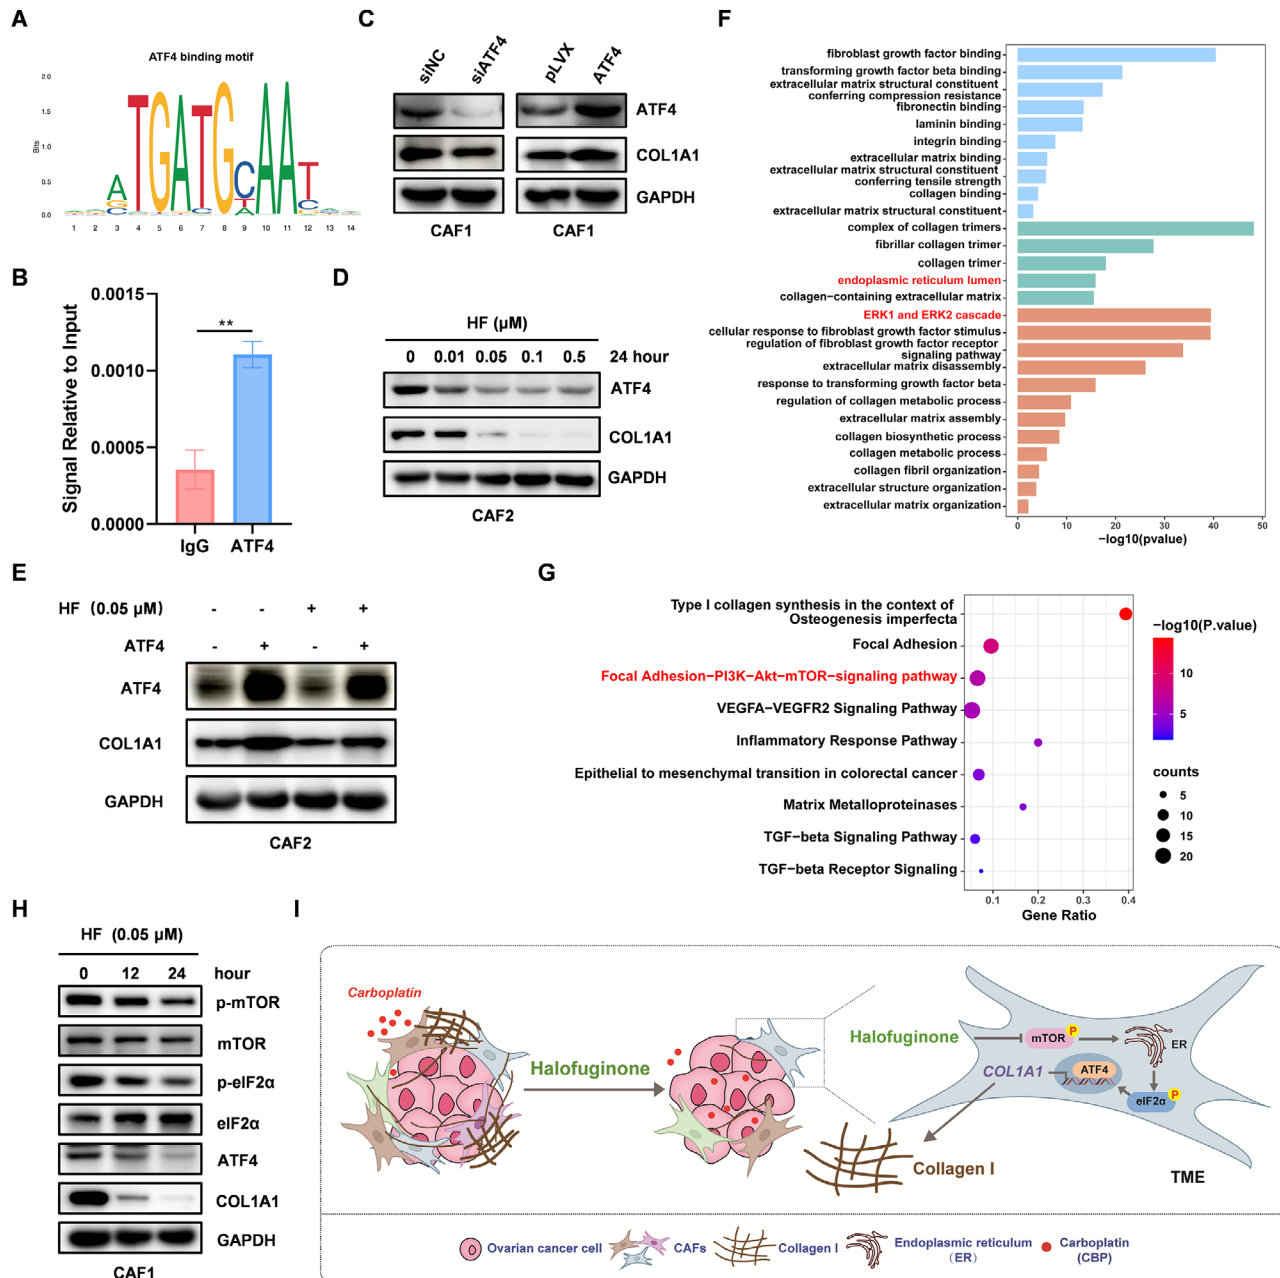 A
ATF4 binding motif
Bits
2.0
1.5
1.0
0.5
0.0
1 2 3 4 5 6 7 8 9 10 11 12 13 14
B
Signal Relative to Input
0.0015
0.0010
0.0005
0.0000
**
IgG ATF4
C
siNC siATF4 pLVX ATF4
ATF4
COL1A1
GAPDH
CAF1 CAF1
D
HF (μM)
0 0.01 0.05 0.1 0.5 24 hour
ATF4
COL1A1
GAPDH
CAF2
E
HF (0.05 μM) - - + +
ATF4 - + - +
ATF4
COL1A1
GAPDH
CAF2
F
fibroblast growth factor binding
transforming growth factor beta binding
extracellular matrix structural constituent
conferring compression resistance
fibronectin binding
laminin binding
integrin binding
extracellular matrix binding
extracellular matrix structural constituent
conferring tensile strength
collagen binding
extracellular matrix structural constituent
complex of collagen trimers
fibrillar collagen trimer
collagen trimer
endoplasmic reticulum lumen
collagen−containing extracellular matrix
ERK1 and ERK2 cascade
cellular response to fibroblast growth factor stimulus
regulation of fibroblast growth factor receptor
signaling pathway
extracellular matrix disassembly
response to transforming growth factor beta
regulation of collagen metabolic process
extracellular matrix assembly
collagen biosynthetic process
collagen metabolic process
collagen fibril organization
extracellular structure organization
extracellular matrix organization
0 10 20 30 40 50
−log10(pvalue)
G
Type I collagen synthesis in the context of
Osteogenesis imperfecta
Focal Adhesion
Focal Adhesion−PI3K−Akt−mTOR−signaling pathway
VEGFA−VEGFR2 Signaling Pathway
Inflammatory Response Pathway
Epithelial to mesenchymal transition in colorectal cancer
Matrix Metalloproteinases
TGF−beta Signaling Pathway
TGF−beta Receptor Signaling
0.1 0.2 0.3 0.4
Gene Ratio
−log10(P.value)
10
5
counts
5
10
15
20
H
HF (0.05 μM)
0 12 24 hour
p-mTOR
mTOR
p-eIF2α
eIF2α
ATF4
COL1A1
GAPDH
CAF1
I
Carboplatin
Halofuginone
Halofuginone
mTOR
P
ER
COL1A1
ATF4
eIF2α
P
Collagen I
TME
Ovarian cancer cell
CAFs
Collagen I
Endoplasmic reticulum
(ER)
Carboplatin
(CBP)